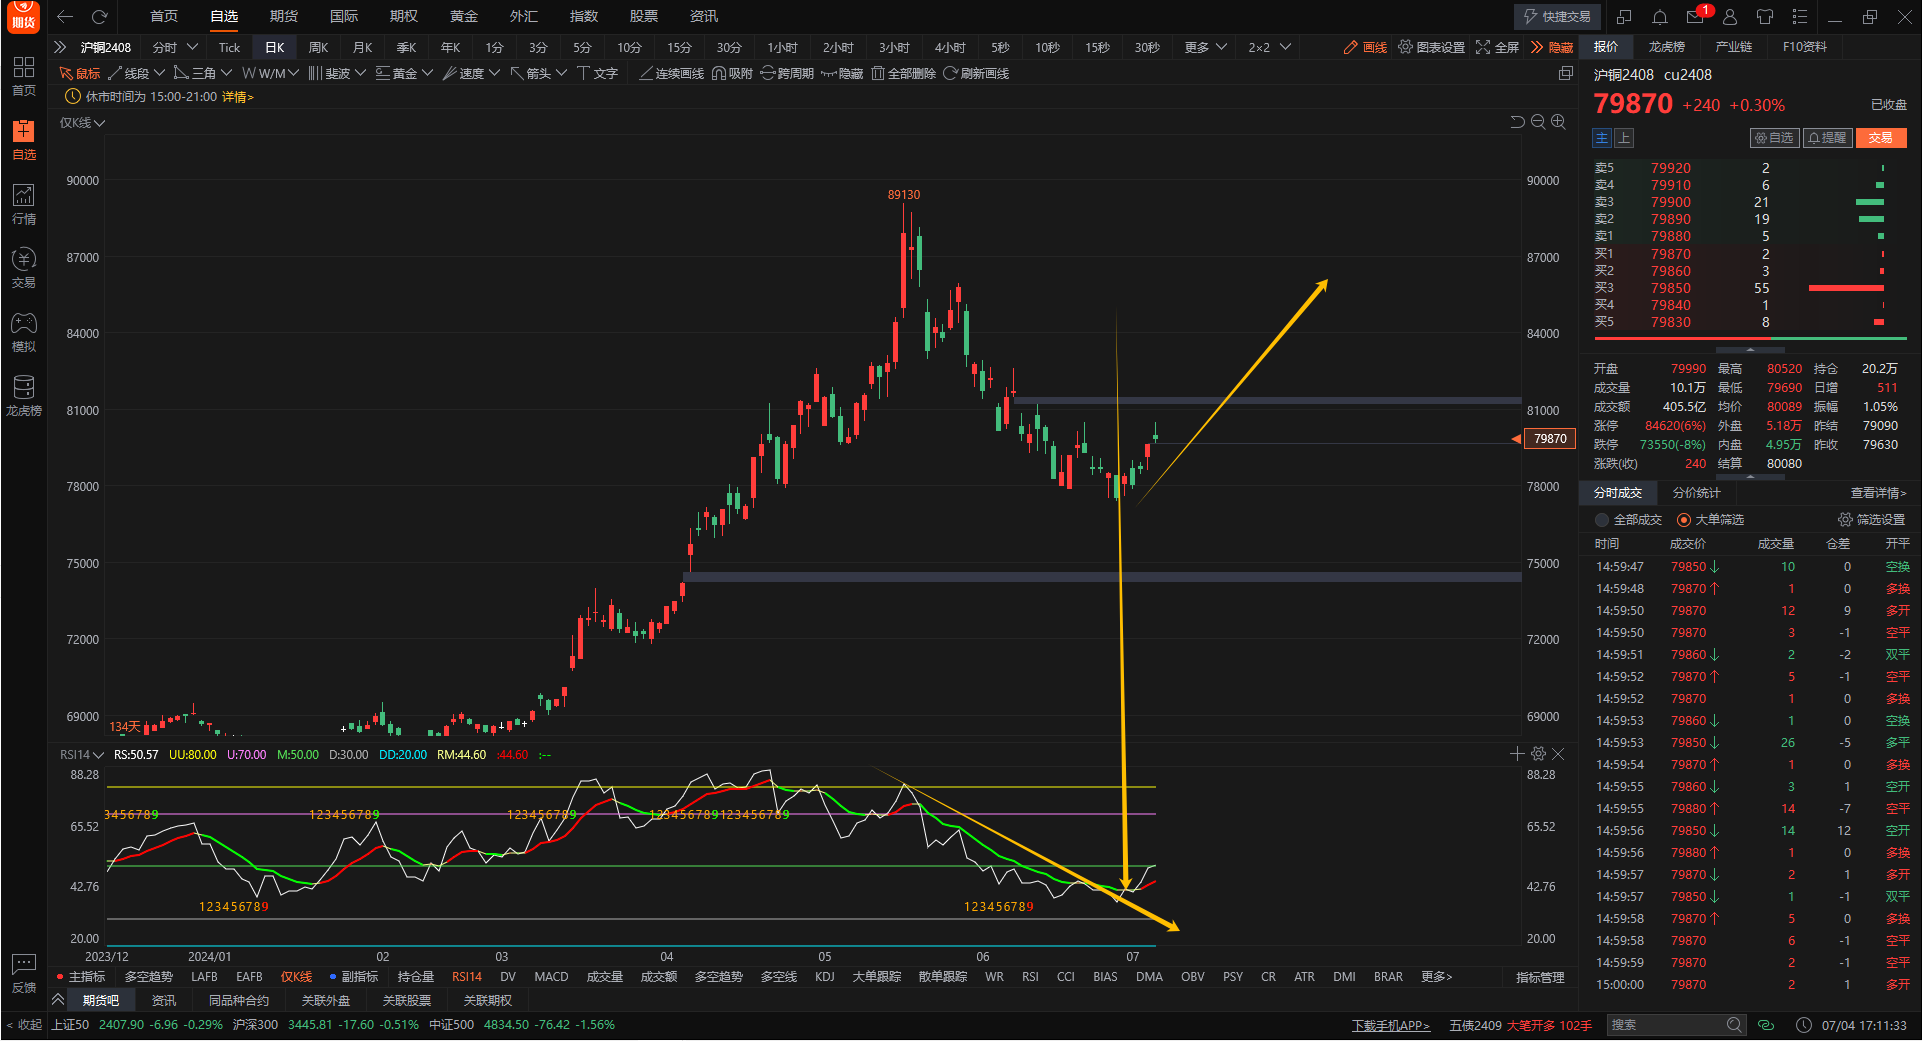 期货
首页 自选 期货 国际 期权 黄金 外汇 指数 股票 资讯
快捷交易 1
沪铜2408 分时 Tick 日K 周K 月K 季K 年K 1分 3分 5分 10分 15分 30分 1小时 2小时 3小时 4小时 5秒 10秒 15秒 30秒 更多 2×2 画线 图表设置 全屏 隐藏
鼠标 线段 三角 W/M 斐波 黄金 速度 箭头 文字 连续画线 吸附 跨周期 隐藏 全部删除 刷新画线
休市时间为 15:00-21:00 详情>
仅K线
首页
自选
行情
交易
模拟
龙虎榜
反馈
< 收起
90000 90000
89130
87000 87000
84000 84000
81000 81000
79870
78000 78000
75000 75000
72000 72000
69000 69000
134天
RSI14 RS:50.57 UU:80.00 U:70.00 M:50.00 D:30.00 DD:20.00 RM:44.60 :44.60 :--
88.28 88.28
3456789 123456789 123456789 123456789 123456789
65.52 65.52
42.76 42.76
123456789 123456789
20.00 20.00
2023/12 2024/01 02 03 04 05 06 07
主指标 多空趋势 LAFB EAFB 仅K线 副指标 持仓量 RSI14 DV MACD 成交量 成交额 多空趋势 多空线 KDJ 大单跟踪 散单跟踪 WR RSI CCI BIAS DMA OBV PSY CR ATR DMI BRAR 更多> 指标管理
期货吧 资讯 同品种合约 关联外盘 关联股票 关联期权
上证50 2407.90 -6.96 -0.29% 沪深300 3445.81 -17.60 -0.51% 中证500 4834.50 -76.42 -1.56%
下载手机APP> 五债2409 大笔开多 102手 搜索 07/04 17:11:33
报价 龙虎榜 产业链 F10资料
沪铜2408 cu2408
79870 +240 +0.30% 已收盘
主 上 自选 提醒 交易
卖5 79920 2
卖4 79910 6
卖3 79900 21
卖2 79890 19
卖1 79880 5
买1 79870 2
买2 79860 3
买3 79850 55
买4 79840 1
买5 79830 8
开盘 79990 最高 80520 持仓 20.2万
成交量 10.1万 最低 79690 日增 511
成交额 405.5亿 均价 80089 振幅 1.05%
涨停 84620(6%) 外盘 5.18万 昨结 79090
跌停 73550(-8%) 内盘 4.95万 昨收 79630
涨跌(收) 240 结算 80080
分时成交 分价统计 查看详情>
全部成交 大单筛选 筛选设置
时间 成交价 成交量 仓差 开平
14:59:47 79850↓ 10 0 空换
14:59:48 79870↑ 1 0 多换
14:59:50 79870 12 9 多开
14:59:50 79870 3 -1 空平
14:59:51 79860↓ 2 -2 双平
14:59:52 79870↑ 5 -1 空平
14:59:52 79870 1 0 多换
14:59:53 79860↓ 1 0 空换
14:59:53 79850↓ 26 -5 多平
14:59:54 79870↑ 1 0 多换
14:59:55 79860↓ 3 1 空开
14:59:55 79880↑ 14 -7 空平
14:59:56 79850↓ 14 12 空开
14:59:56 79880↑ 1 0 多换
14:59:57 79870↓ 2 1 多开
14:59:57 79850↓ 1 -1 双平
14:59:58 79870↑ 5 0 多换
14:59:58 79870 6 -1 空平
14:59:59 79870 2 -1 空平
15:00:00 79870 2 1 多开